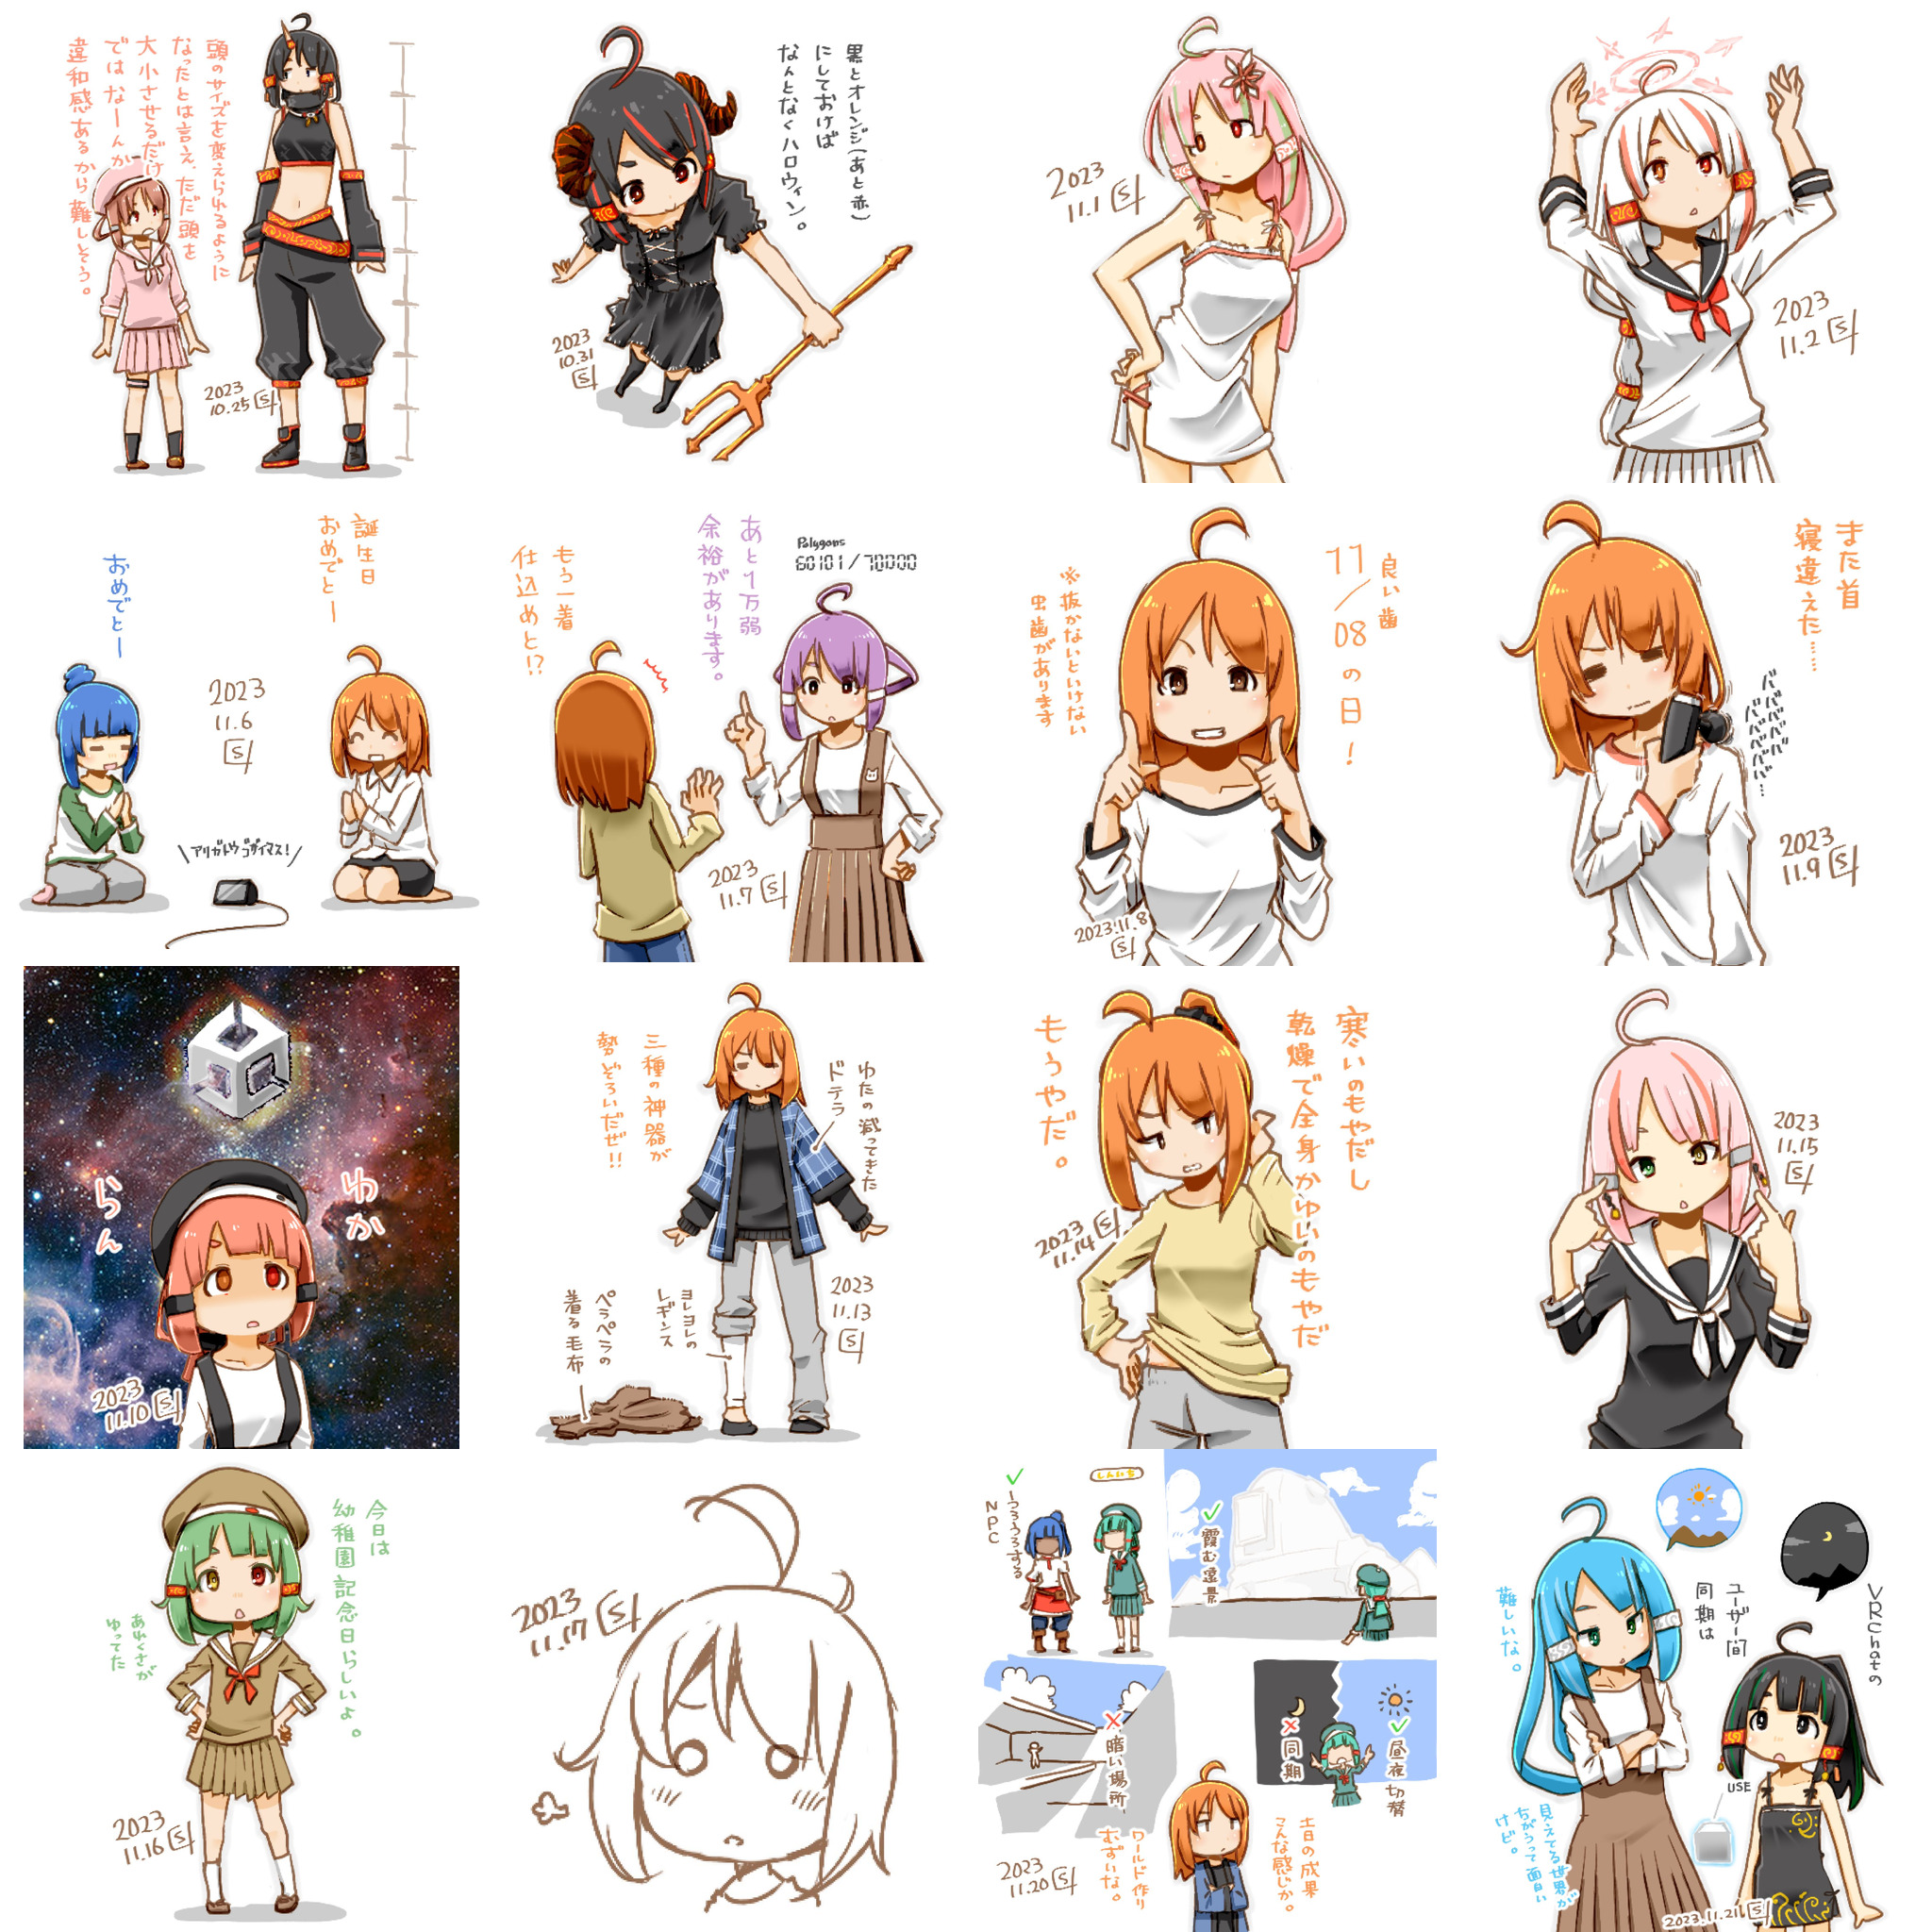 頭のサイズを変えられるように
なったとは言え、ただ頭を
大小させるだけ
ではなーんか
違和感あるから難しそう。
2023
10.25
黒とオレンジ(あと赤)
にしておけば
なんとなくハロウィン。
2023
10.31
2023
11.1
2023
11.2
誕生日
おめでとー
おめでとー
2023
11.6
\アリガトウゴザイマス!/
Polygons
60101/70000
あと1万弱
余裕があります。
もう一着
仕込めと!?
2023
11.7
良い歯
11/08の日!
※抜かないといけない
虫歯があります
2023.11.8
また首
寝違えた……
ババババババババ…
2023
11.9
ゆか
らん
2023
11.10
ゆたの減ってきた
ドテラ
三種の神器が
勢ぞろいだぜ!!
ヨレヨレの
レギンス
ペラペラの
着る毛布
2023
11.13
寒いのもやだし
乾燥で全身かゆいのもやだ
もうやだ。
2023
11.14
2023
11.15
今日は
幼稚園記念日らしいよ。
あれくさが
ゆってた
2023
11.16
2023
11.17
✓うろうろする
NPC
しんいち
✓霞む遠景
×暗い場所
×同期
✓昼夜切替
土日の成果
こんな感じか。
ワールド作り
むずいな。
2023
11.20
VRChatの
ユーザー間
同期は
難しいな。
USE
見えてる世界が
ちがうって面白い
けど。
2023.11.21